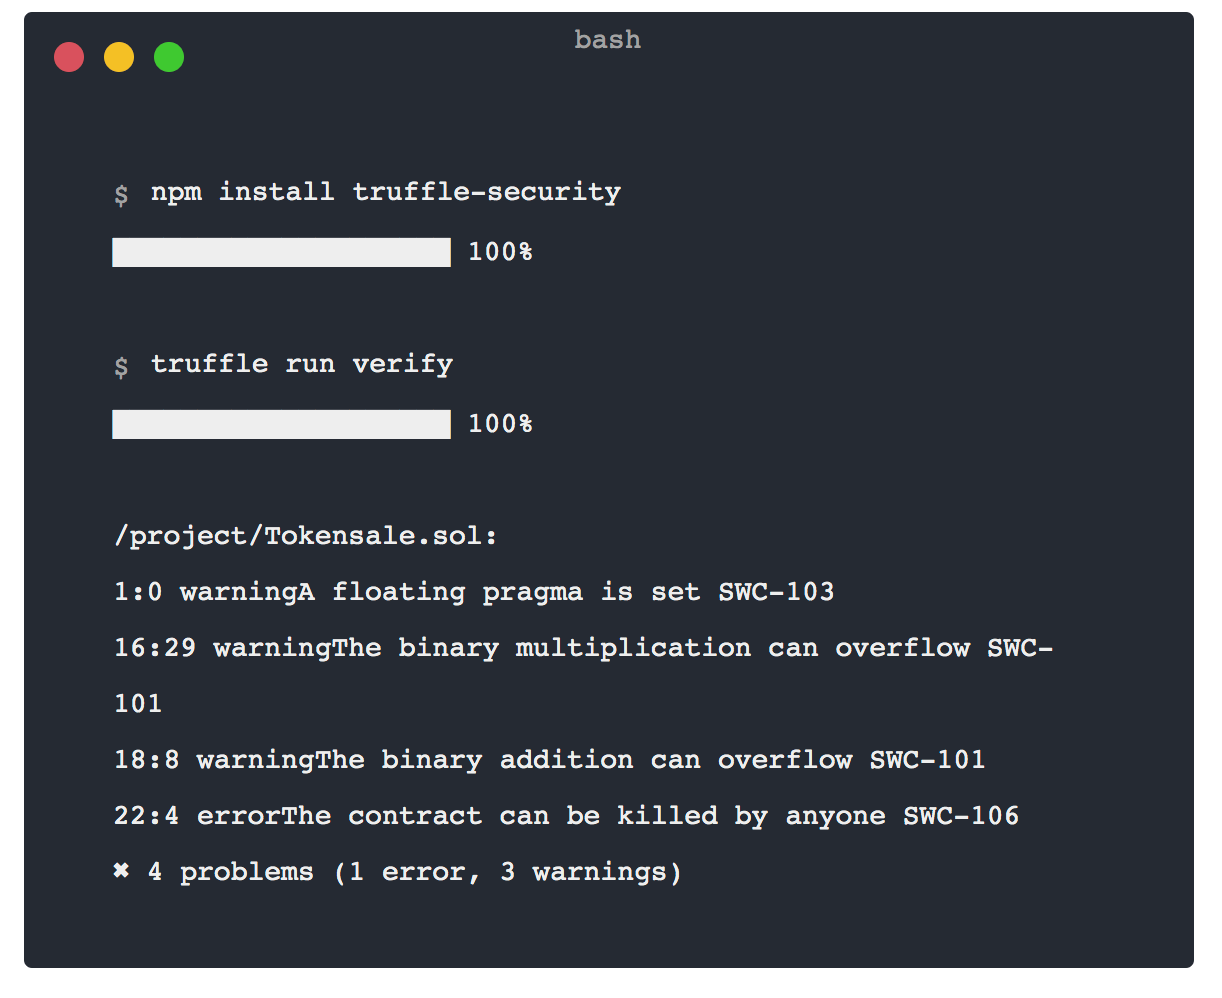 bash
$ npm install truffle-security
100%
$ truffle run verify
100%
/project/Tokensale.sol:
1:0 warningA floating pragma is set SWC-103
16:29 warningThe binary multiplication can overflow SWC-
101
18:8 warningThe binary addition can overflow SWC-101
22:4 errorThe contract can be killed by anyone SWC-106
✖ 4 problems (1 error, 3 warnings)